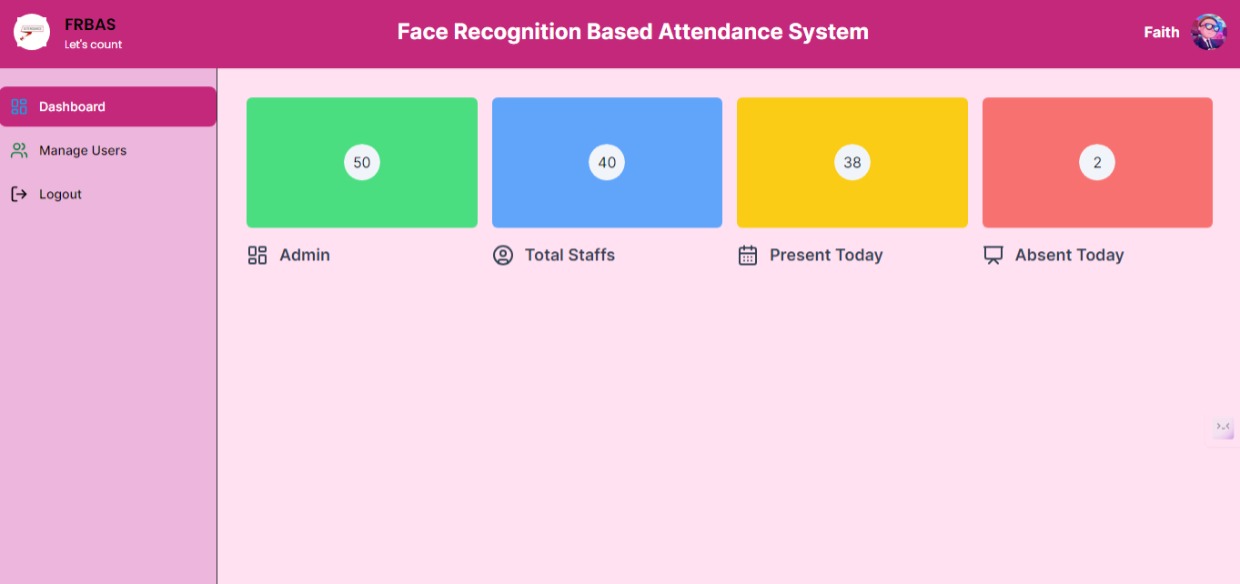 FRBAS
Let's count
Face Recognition Based Attendance System
Faith
Dashboard
Manage Users
Logout
50
40
38
2
Admin
Total Staffs
Present Today
Absent Today